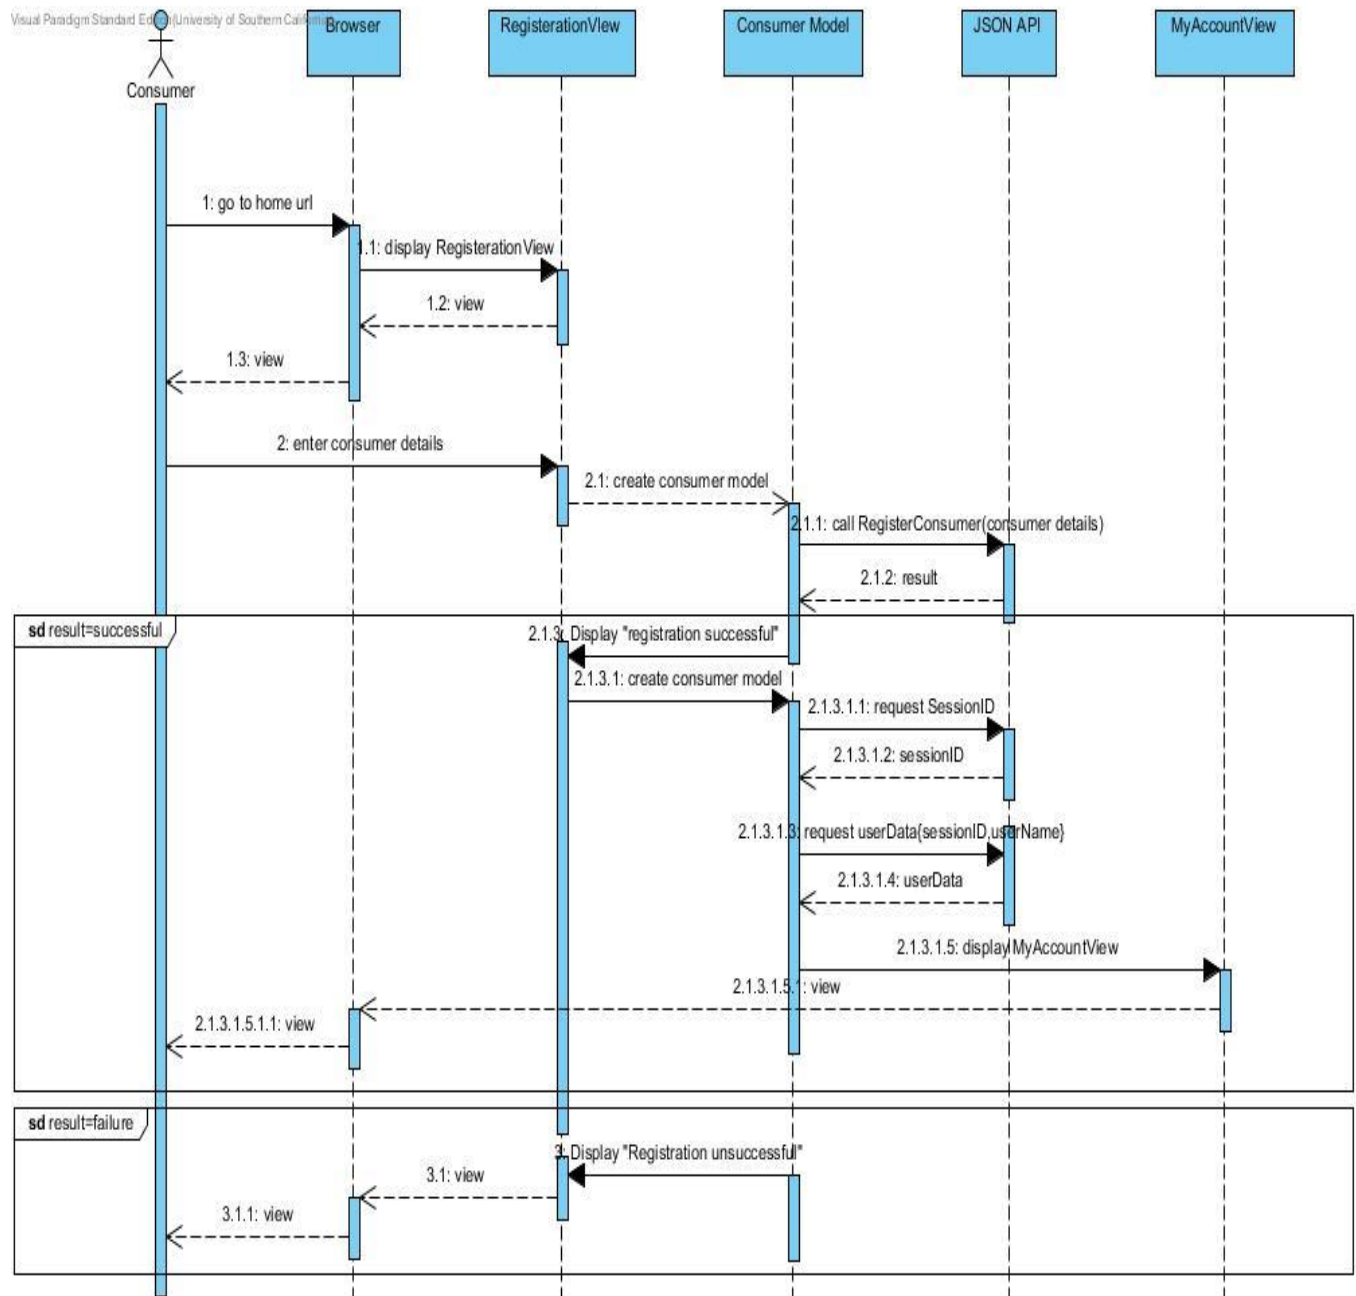 Visual Paradigm Standard Edition(University of Southern California)
Consumer
Browser
RegisterationVIew
Consumer Model
JSON API
MyAccountView
1: go to home url
1.1: display RegisterationView
1.2: view
1.3: view
2: enter consumer details
2.1: create consumer model
2.1.1: call RegisterConsumer(consumer details)
2.1.2: result
sd result=successful
2.1.3: Display "registration successful"
2.1.3.1: create consumer model
2.1.3.1.1: request SessionID
2.1.3.1.2: sessionID
2.1.3.1.3: request userData{sessionID,userName}
2.1.3.1.4: userData
2.1.3.1.5: display MyAccountView
2.1.3.1.5.1: view
2.1.3.1.5.1.1: view
sd result=failure
3: Display "Registration unsuccessful"
3.1: view
3.1.1: view